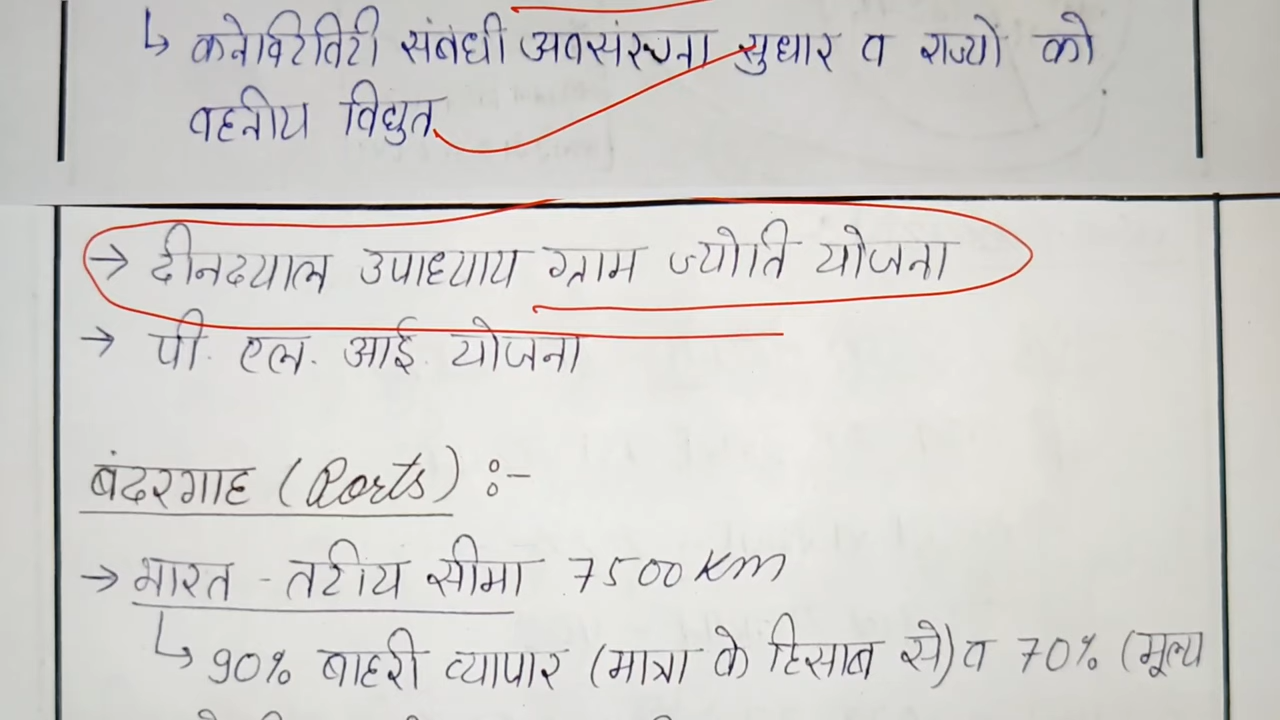 ↳ कनेक्टिविटी संबंधी अवसंरचना सुधार व राज्यों को
वहनीय विद्युत
→ दीनदयाल उपाध्याय ग्राम ज्योति योजना
→ पी. एल. आई. योजना
बंदरगाह (Ports) :-
→ भारत - तटीय सीमा 7500 km
↳ 90% बाहरी व्यापार (मात्रा के हिसाब से) व 70% (मूल्य